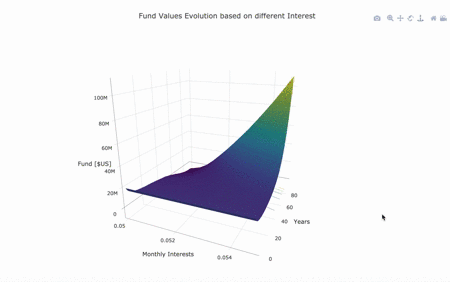 Fund Values Evolution based on different Interest
100M
80M
60M
Fund [$US]
40M
20M
0
0.05
0.052
0.054
Monthly Interests
80
60
40
Years
20
0